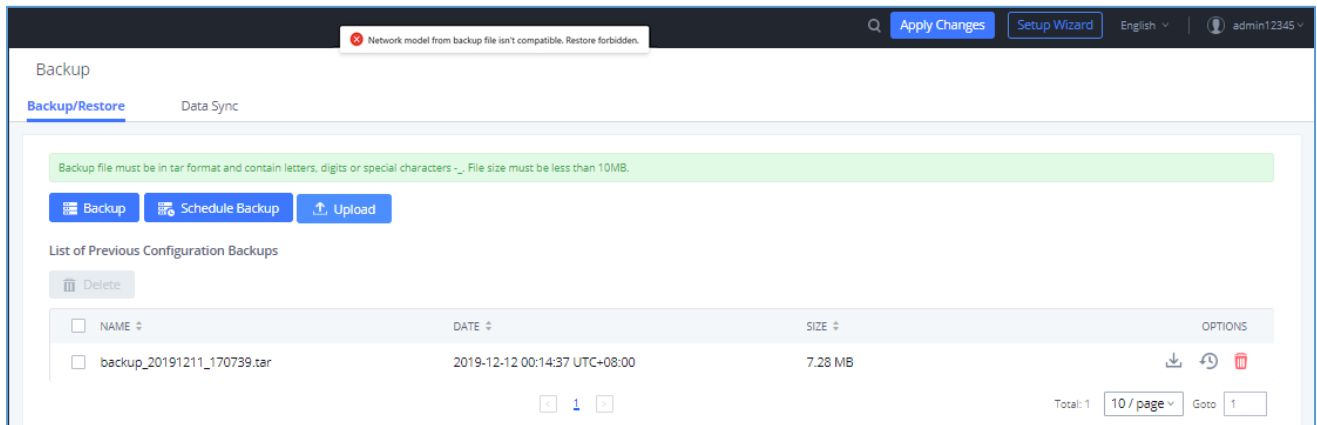 Apply Changes Setup Wizard English admin12345
Network model from backup file isn't compatible. Restore forbidden.
Backup
Backup/Restore Data Sync
Backup file must be in tar format and contain letters, digits or special characters -_. File size must be less than 10MB.
Backup Schedule Backup Upload
List of Previous Configuration Backups
Delete
NAME DATE SIZE OPTIONS
backup_20191211_170739.tar 2019-12-12 00:14:37 UTC+08:00 7.28 MB
< 1 > Total: 1 10 / page Goto 1